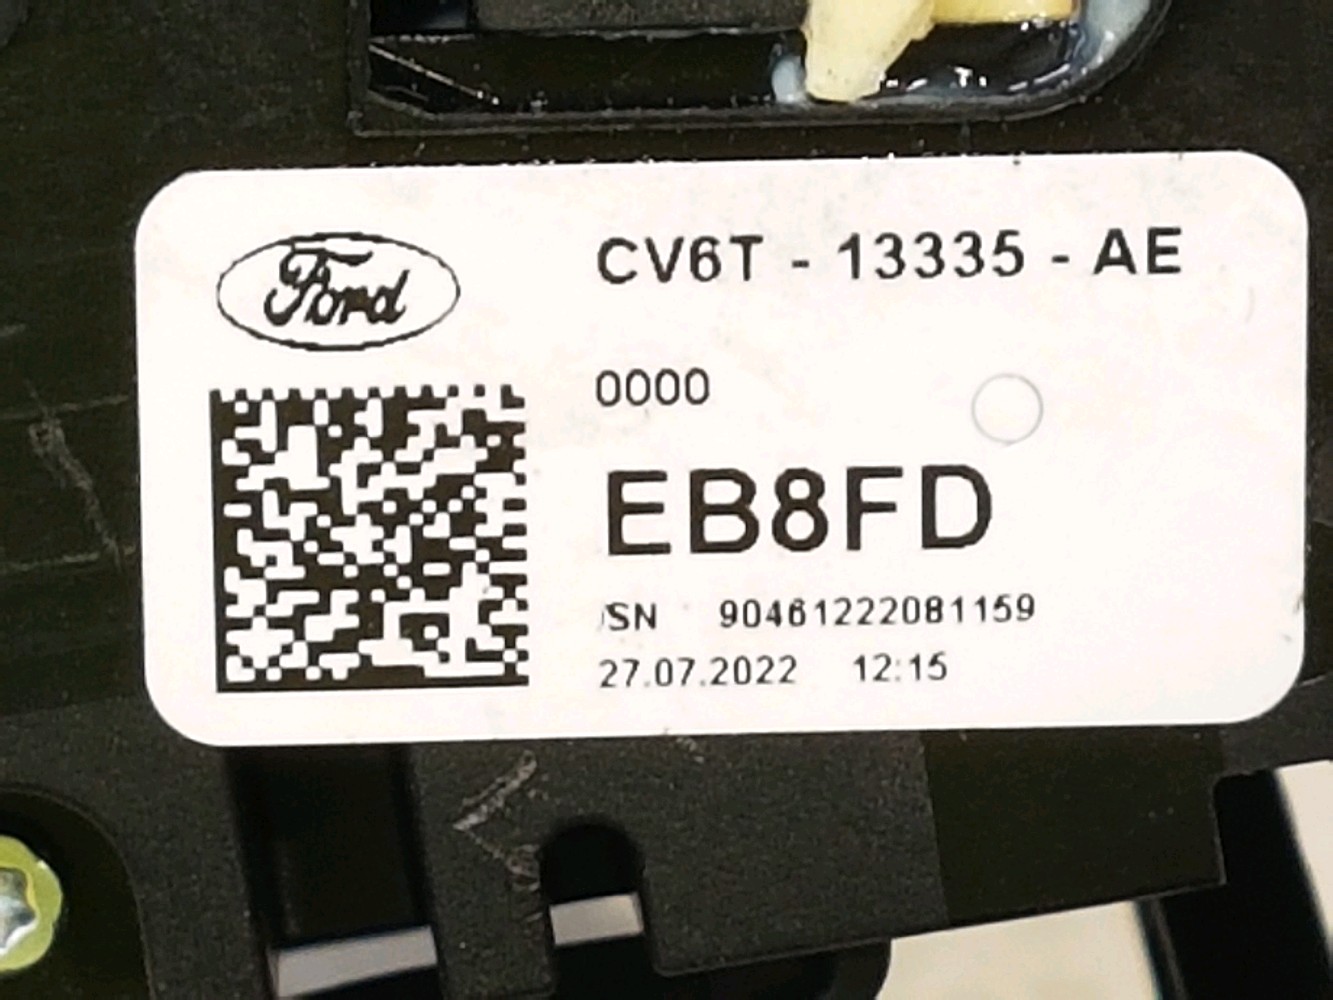 Ford
CV6T - 13335 - AE
0000
EB8FD
SN 90461222081159
27.07.2022 12:15